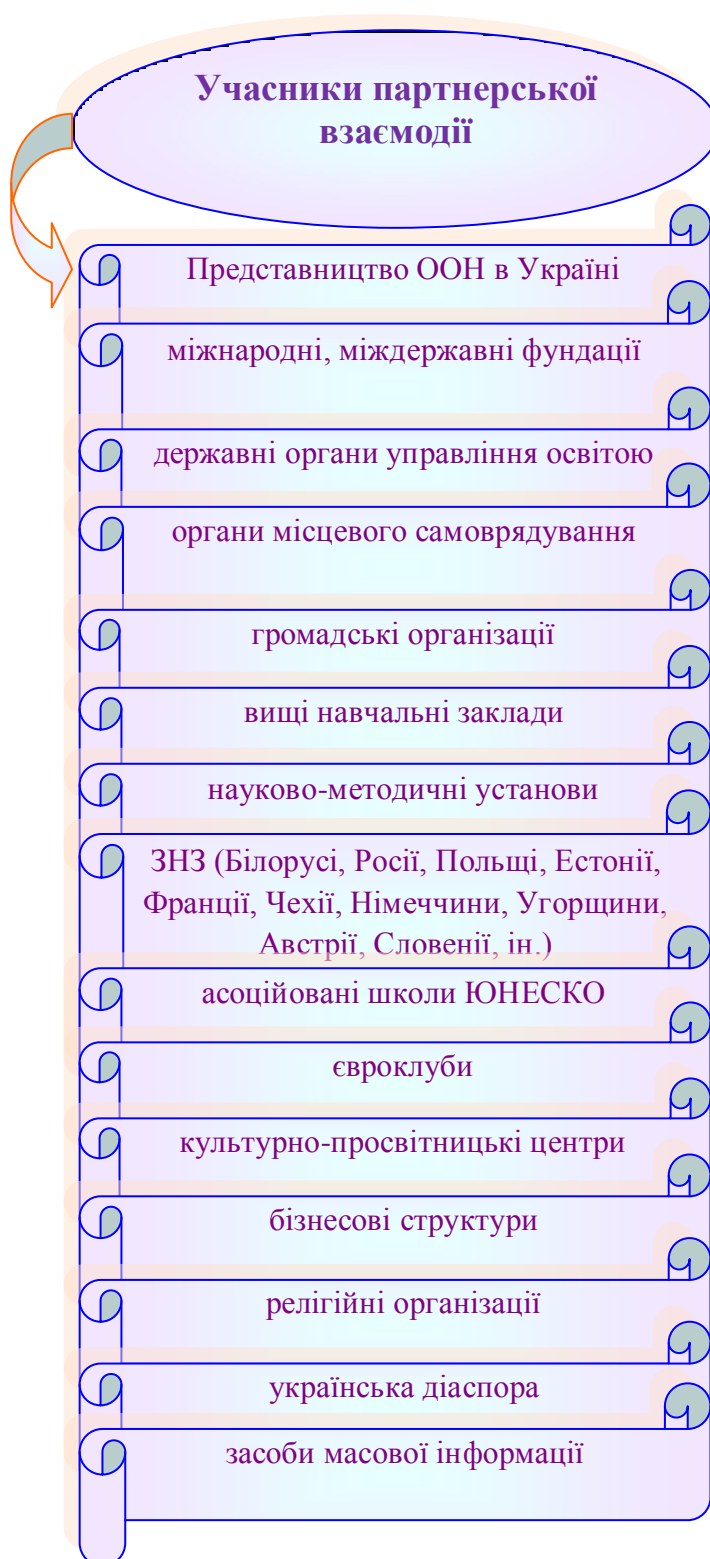 Учасники партнерської
взаємодії
Представництво ООН в Україні
міжнародні, міждержавні фундації
державні органи управління освітою
органи місцевого самоврядування
громадські організації
вищі навчальні заклади
науково-методичні установи
ЗНЗ (Білорусі, Росії, Польщі, Естонії,
Франції, Чехії, Німеччини, Угорщини,
Австрії, Словенії, ін.)
асоційовані школи ЮНЕСКО
євроклуби
культурно-просвітницькі центри
бізнесові структури
релігійні організації
українська діаспора
засоби масової інформації